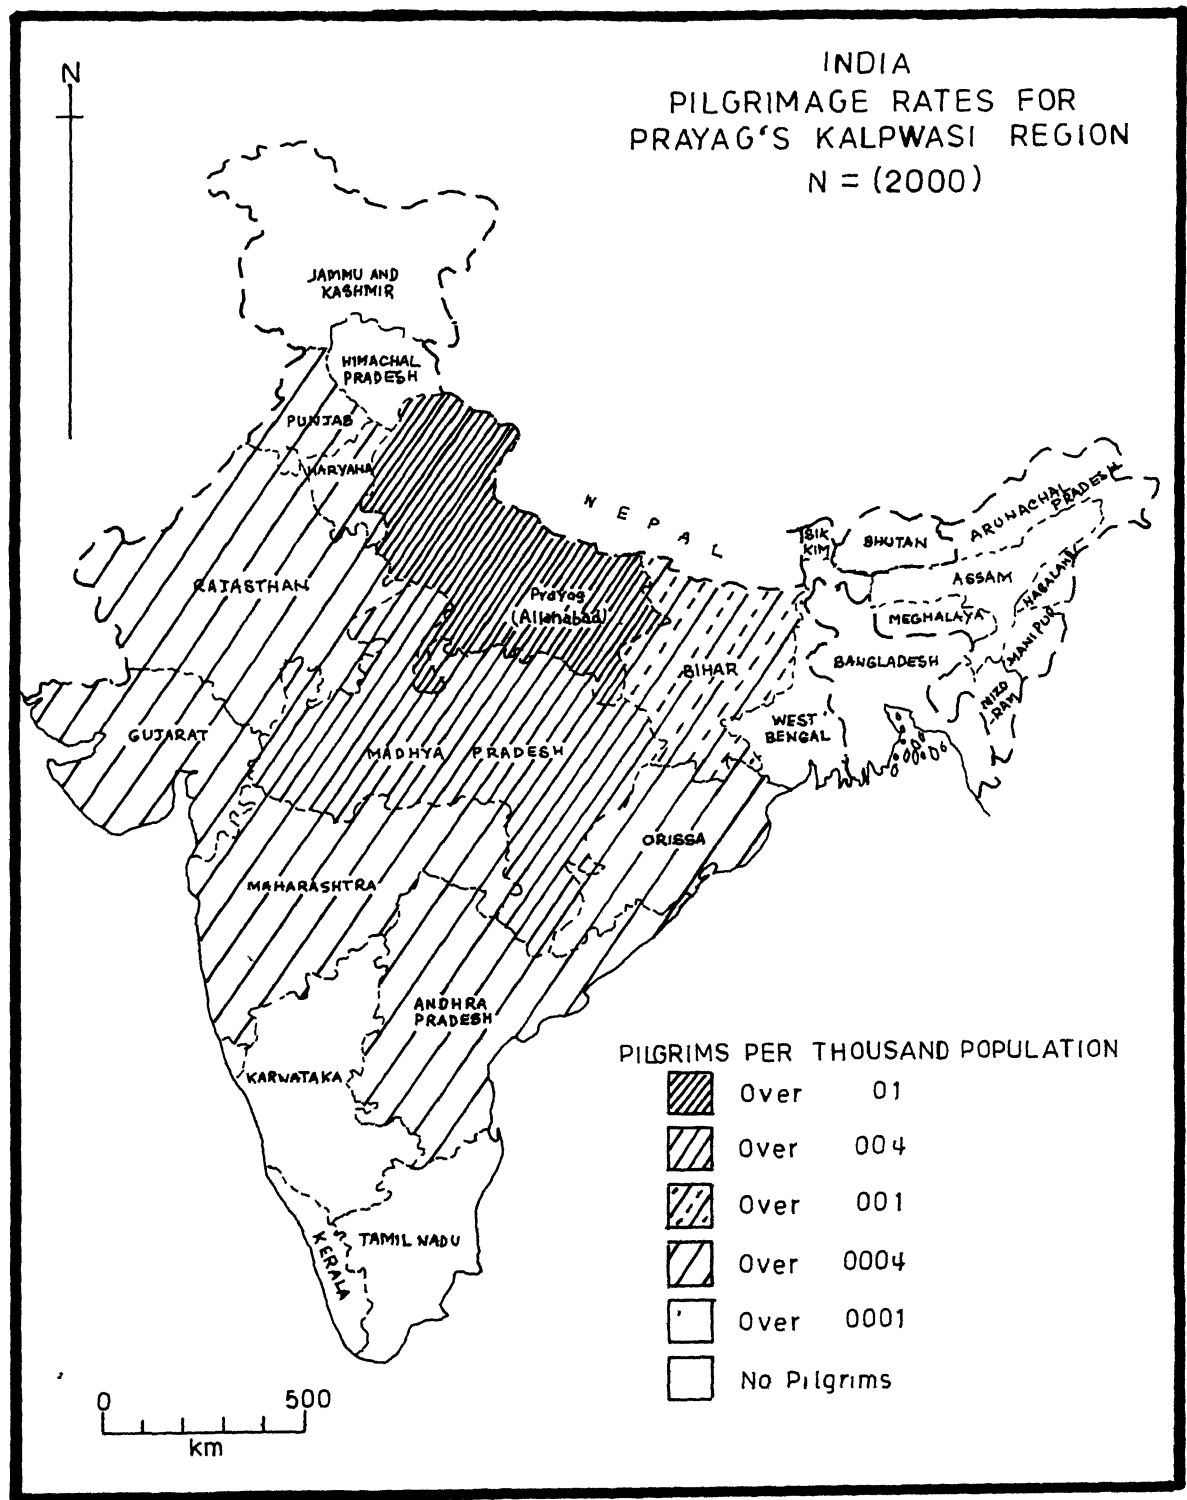 INDIA
PILGRIMAGE RATES FOR
PRAYAG'S KALPWASI REGION
N = (2000)
N
JAMMU AND
KASHMIR
HIMACHAL
PRADESH
PUNJAB
HARYANA
NEPAL
SIK
KIM
BHUTAN
ARUNACHAL
PRADESH
ASSAM
NAGALAND
MEGHALAYA
MANIPUR
BANGLADESH
MIZO
RAM
RAJASTHAN
Prayag
(Allahabad)
BIHAR
WEST
BENGAL
GUJARAT
MADHYA PRADESH
ORISSA
MAHARASHTRA
ANDHRA
PRADESH
KARWATAKA
TAMIL NADU
KERALA
PILGRIMS PER THOUSAND POPULATION
Over 01
Over 004
Over 001
Over 0004
Over 0001
No Pilgrims
0 500
km